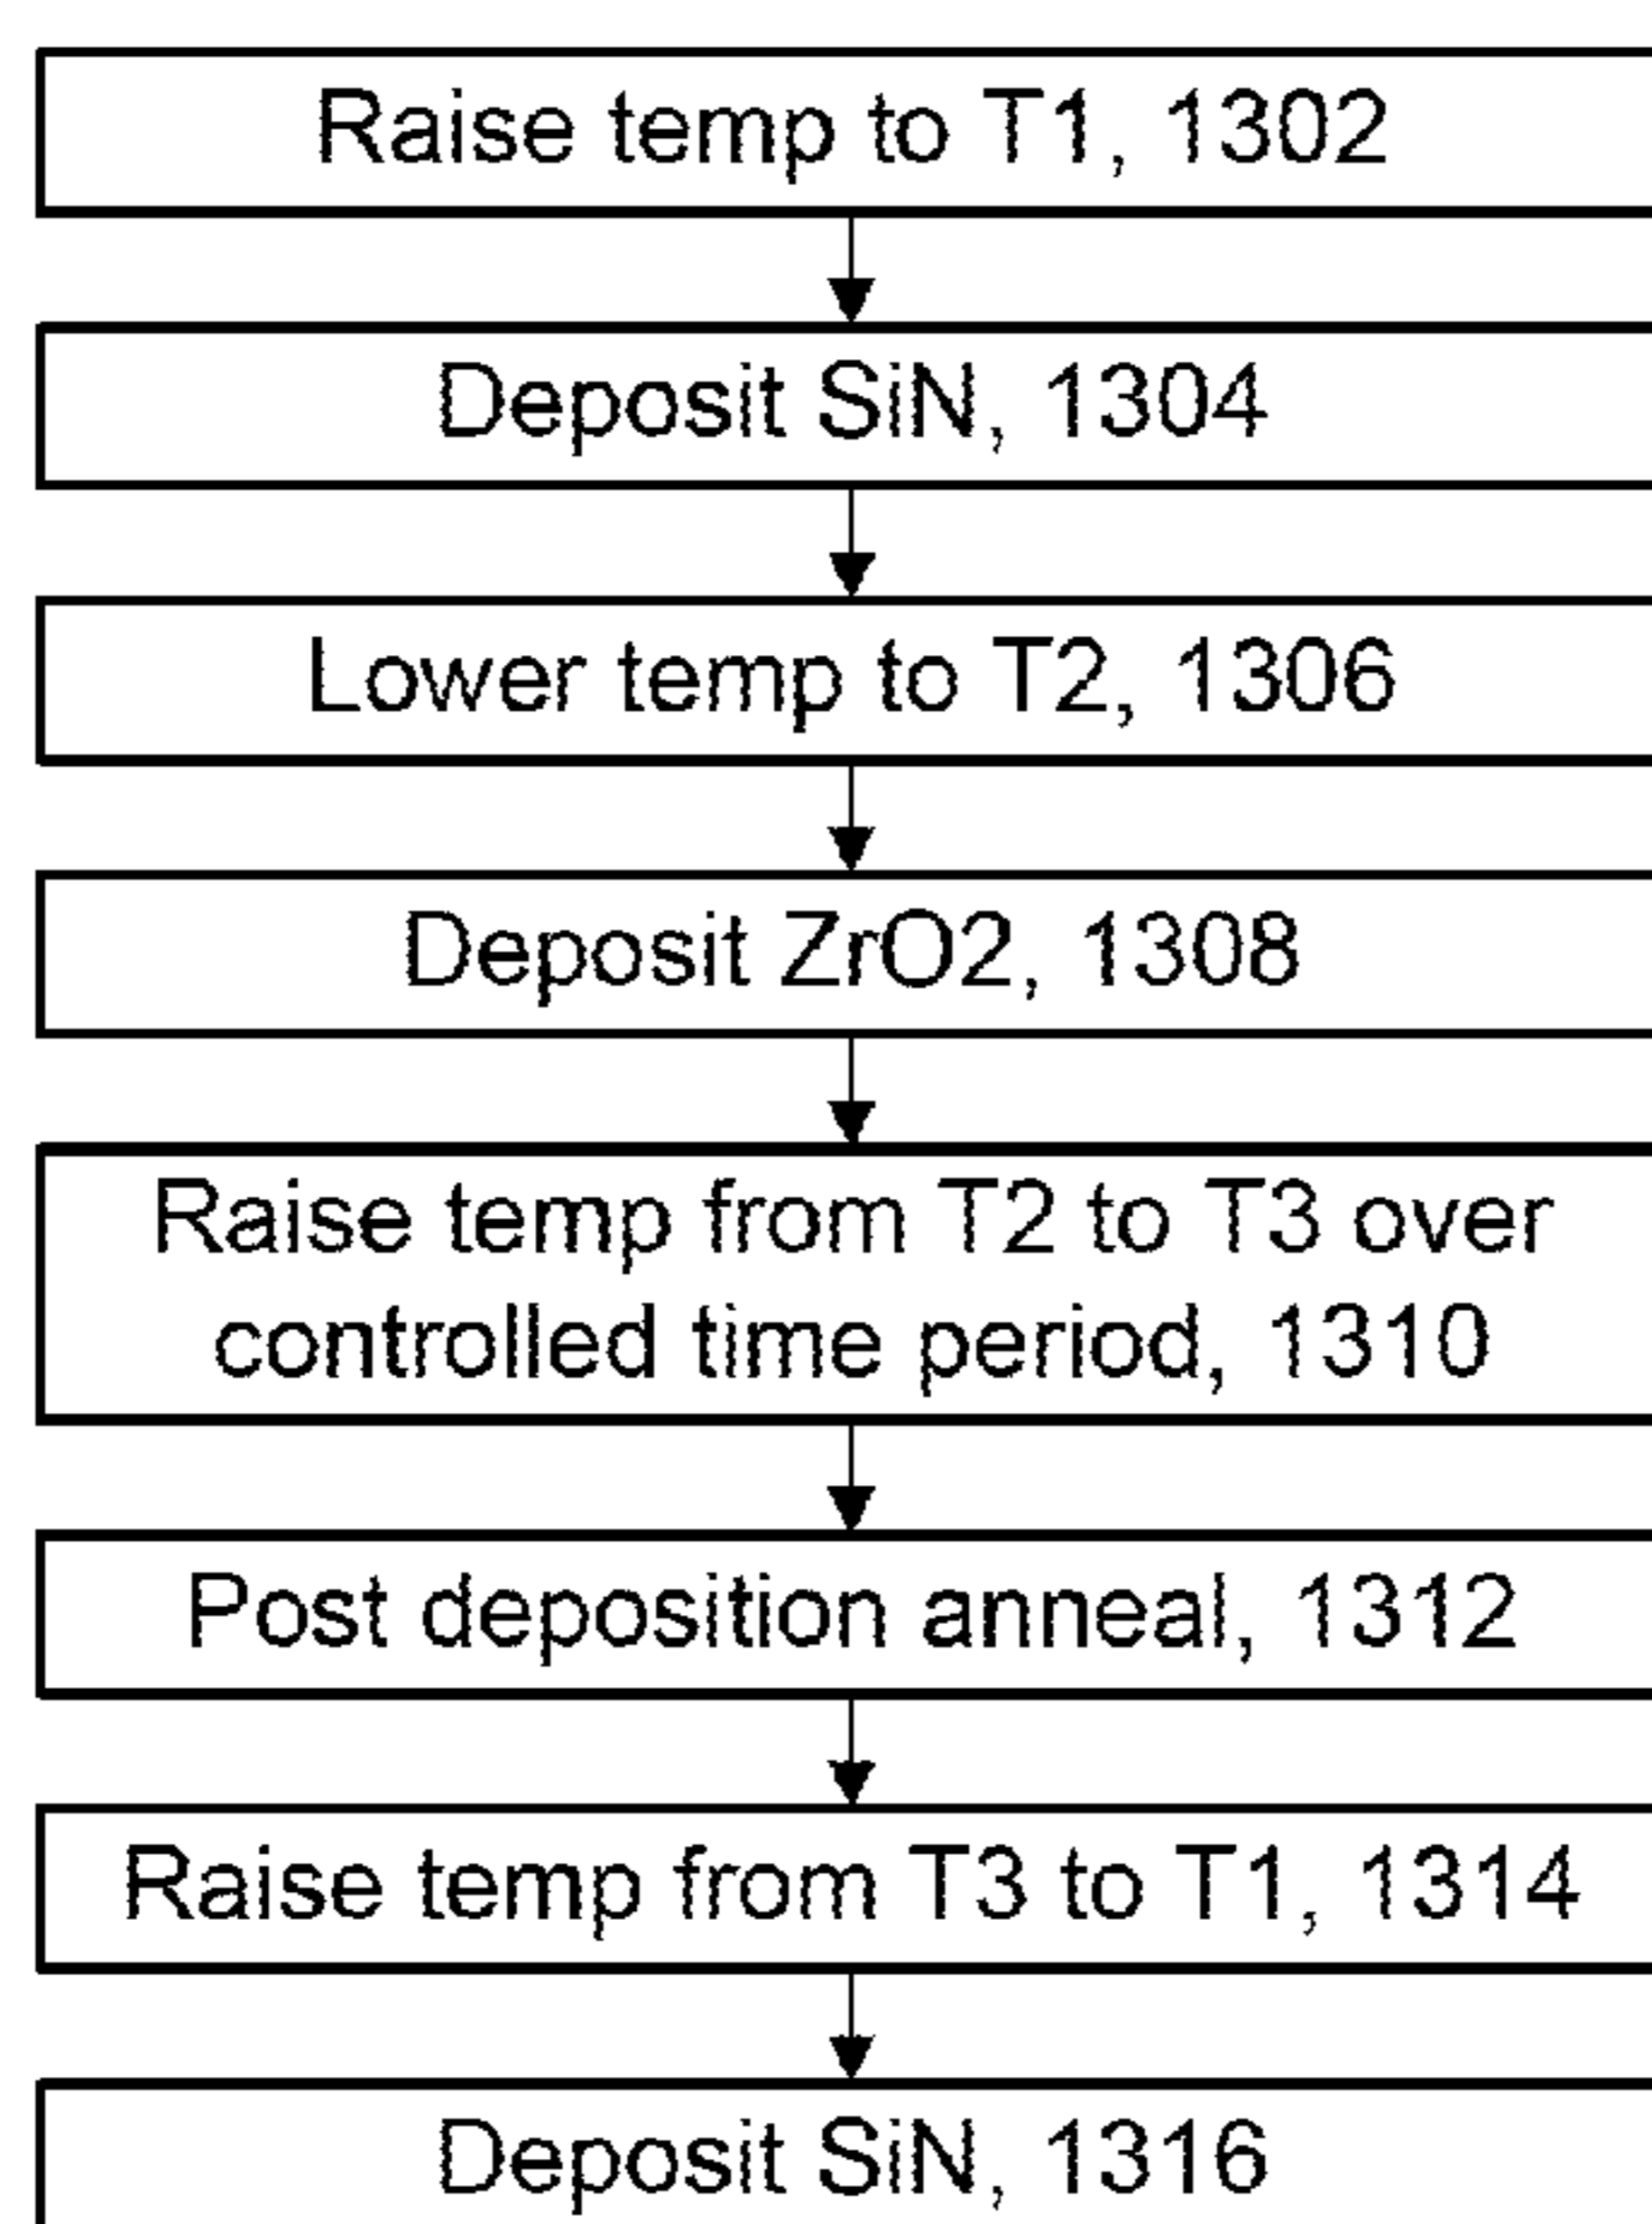 Raise temp to T1, 1302
Deposit SiN, 1304
Lower temp to T2, 1306
Deposit ZrO2, 1308
Raise temp from T2 to T3 over
controlled time period, 1310
Post deposition anneal, 1312
Raise temp from T3 to T1, 1314
Deposit SiN, 1316